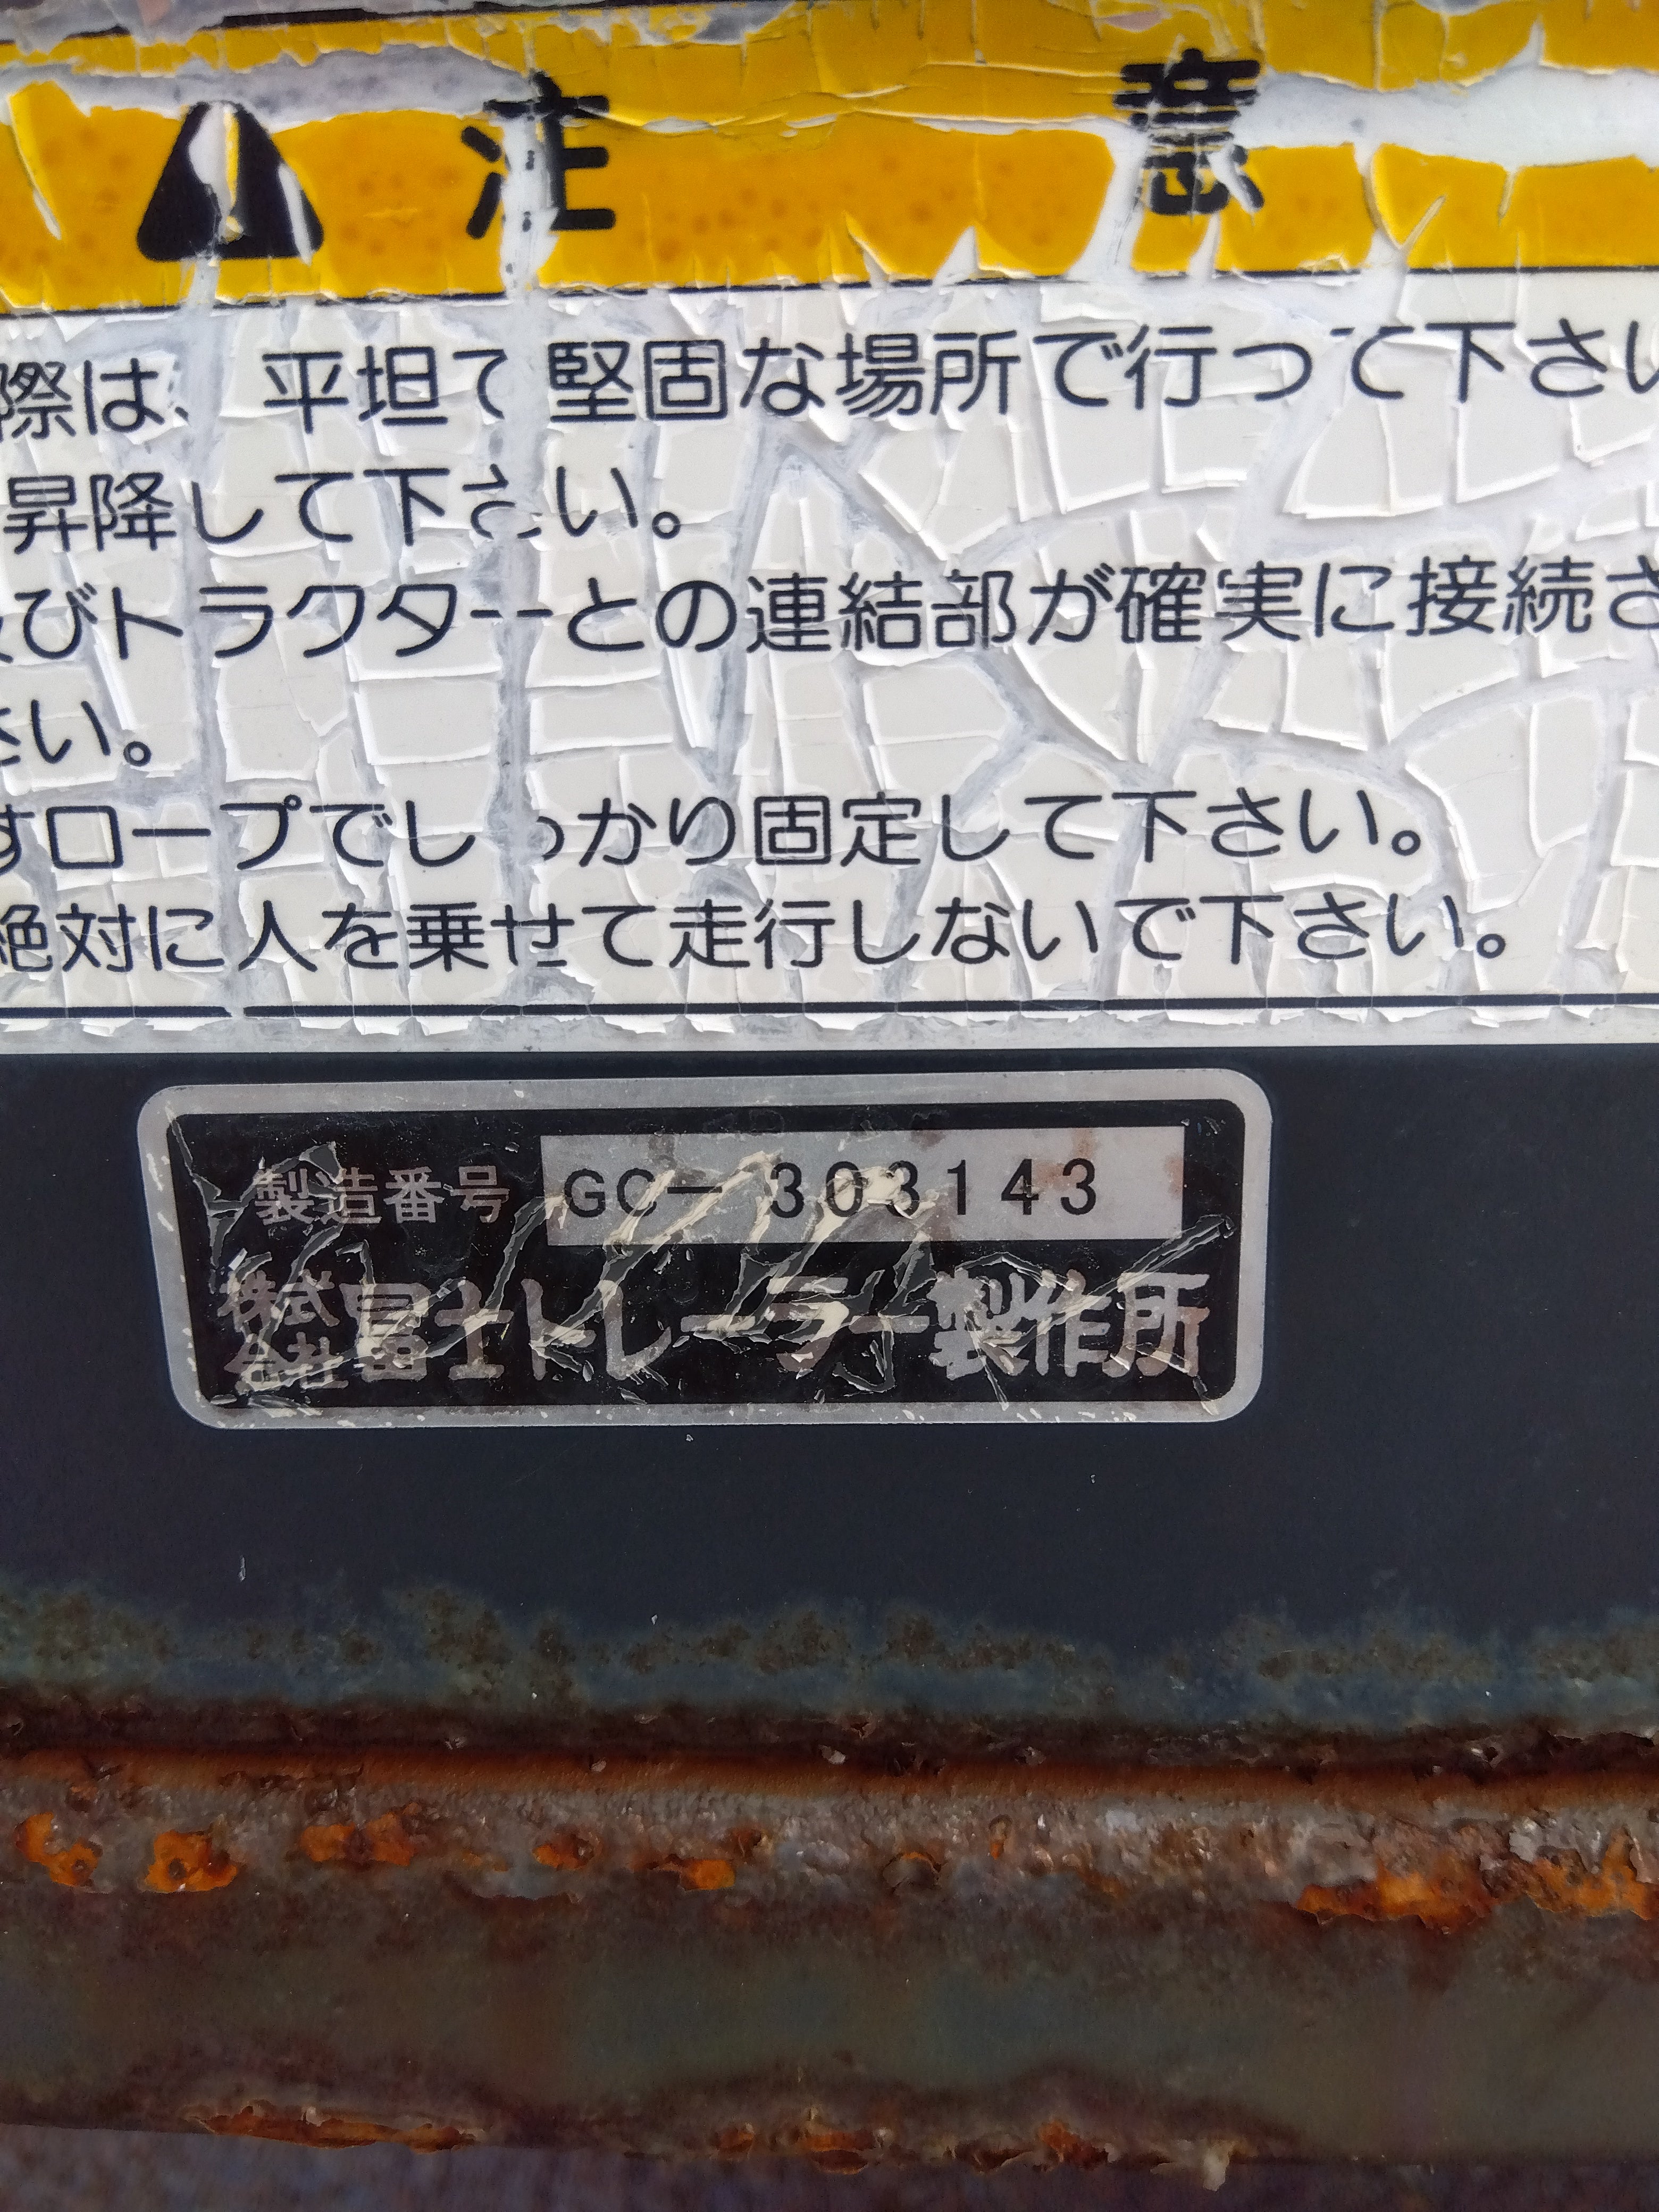 注意
際は、平坦で堅固な場所で行って下さい
昇降して下さい。
びトラクターとの連結部が確実に接続さ
さい。
すロープでしっかり固定して下さい。
絶対に人を乗せて走行しないで下さい。
製造番号 GC- 303143
株式会社 冨士トレーラー製作所